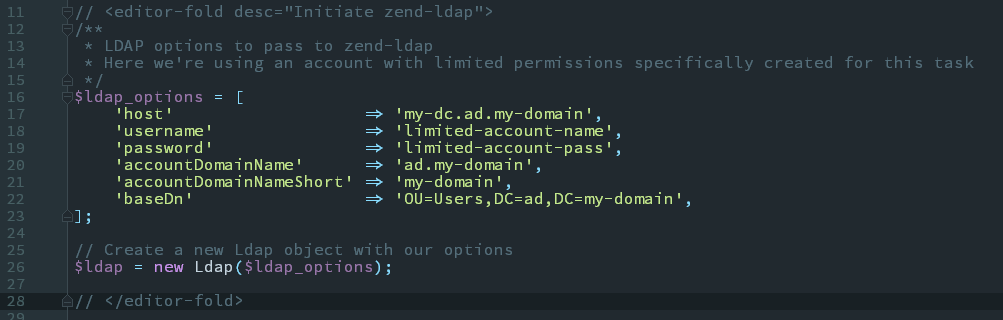 11 // <editor-fold desc="Initiate zend-ldap">
12 /**
13  * LDAP options to pass to zend-ldap
14  * Here we're using an account with limited permissions specifically created for this task
15  */
16 $ldap_options = [
17     'host'                   => 'my-dc.ad.my-domain',
18     'username'               => 'limited-account-name',
19     'password'               => 'limited-account-pass',
20     'accountDomainName'      => 'ad.my-domain',
21     'accountDomainNameShort' => 'my-domain',
22     'baseDn'                 => 'OU=Users,DC=ad,DC=my-domain',
23 ];
24
25 // Create a new Ldap object with our options
26 $ldap = new Ldap($ldap_options);
27
28 // </editor-fold>
29